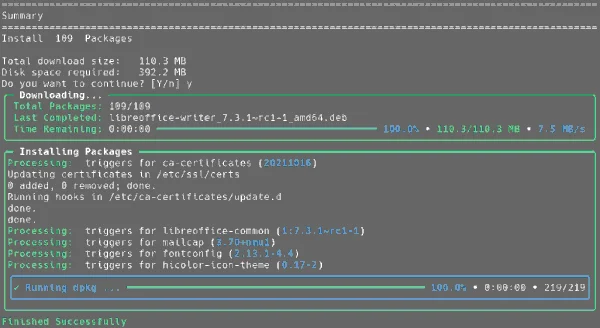 Summary
Install 109 Packages
Total download size: 110.3 MB
Disk space required: 392.2 MB
Do you want to continue? [Y/n] y
Downloading...
Total Packages: 109/109
Last Completed: libreoffice-writer_7.3.1~rc1-1_amd64.deb
Time Remaining: 0:00:00 100.0% • 110.3/110.3 MB • 7.5 MB/s
Installing Packages
Processing: triggers for ca-certificates (20211016)
Updating certificates in /etc/ssl/certs
0 added, 0 removed; done.
Running hooks in /etc/ca-certificates/update.d
done.
done.
Processing: triggers for libreoffice-common (1:7.3.1~rc1-1)
Processing: triggers for mailcap (3.70+nmu1)
Processing: triggers for fontconfig (2.13.1-4.4)
Processing: triggers for hicolor-icon-theme (0.17-2)
✓ Running dpkg ... 100.0% • 0:00:00 • 219/219
Finished Successfully